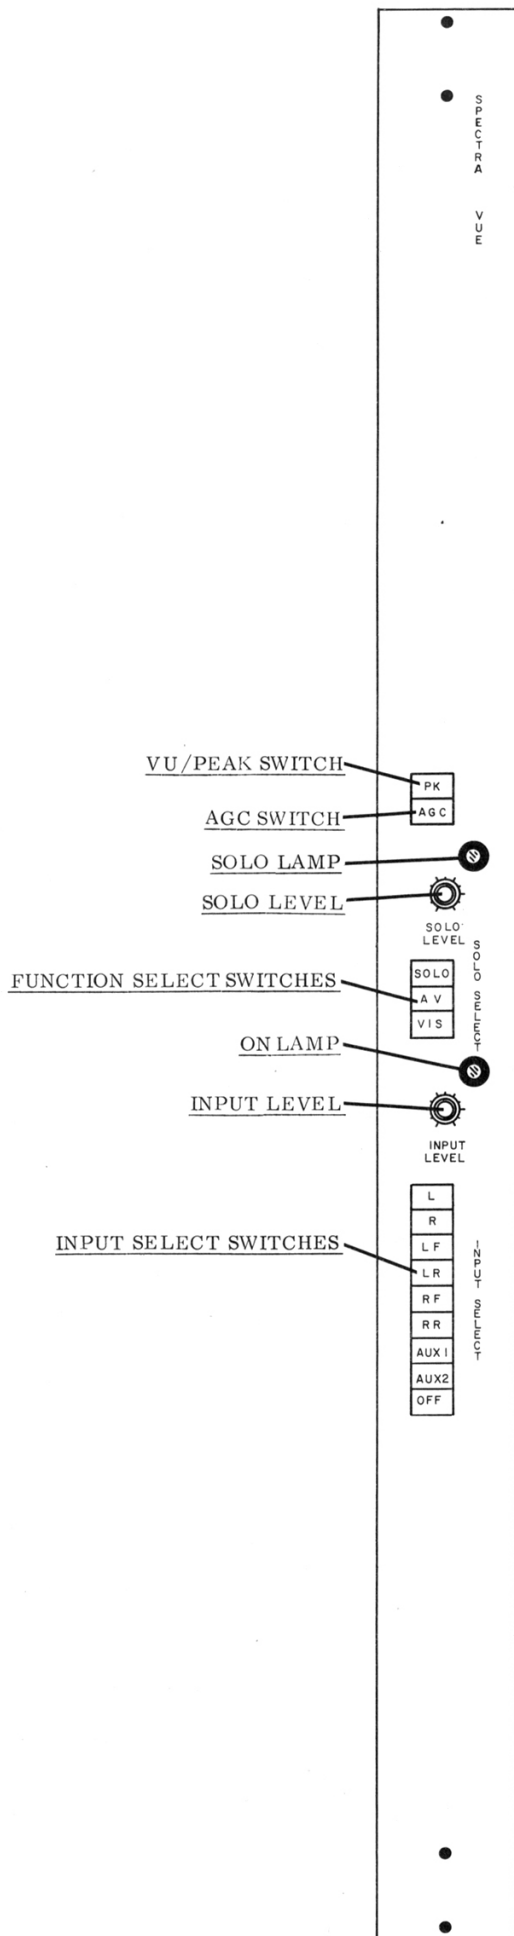 SPECTRA VUE
VU/PEAK SWITCH
PK
AGC SWITCH
AGC
SOLO LAMP
SOLO LEVEL
SOLO
LEVEL
SOLO SELECT
FUNCTION SELECT SWITCHES
SOLO
AV
VIS
ON LAMP
INPUT LEVEL
INPUT
LEVEL
INPUT SELECT SWITCHES
INPUT SELECT
L
R
LF
LR
RF
RR
AUX1
AUX2
OFF